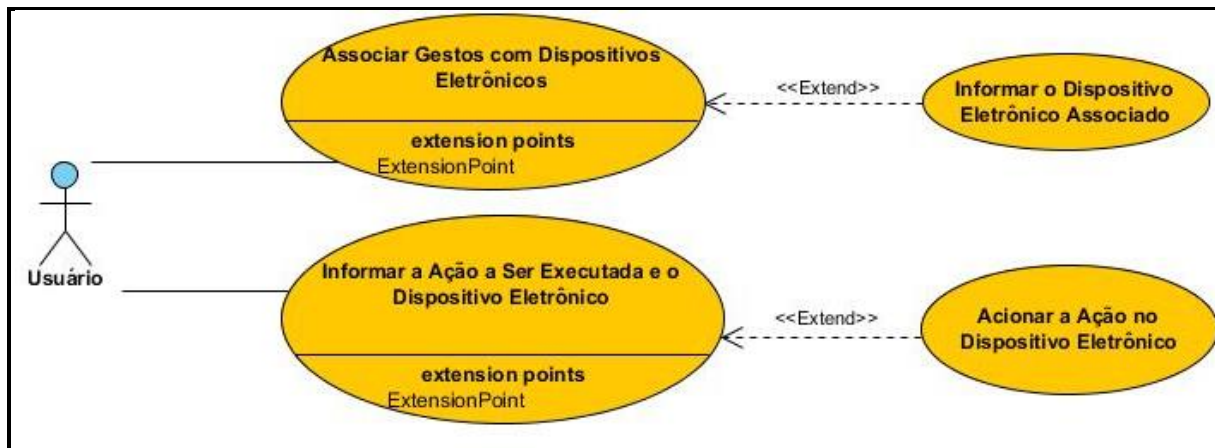 Associar Gestos com Dispositivos
Eletrônicos
extension points
ExtensionPoint
<<Extend>>
Informar o Dispositivo
Eletrônico Associado
Usuário
Informar a Ação a Ser Executada e o
Dispositivo Eletrônico
extension points
ExtensionPoint
<<Extend>>
Acionar a Ação no
Dispositivo Eletrônico